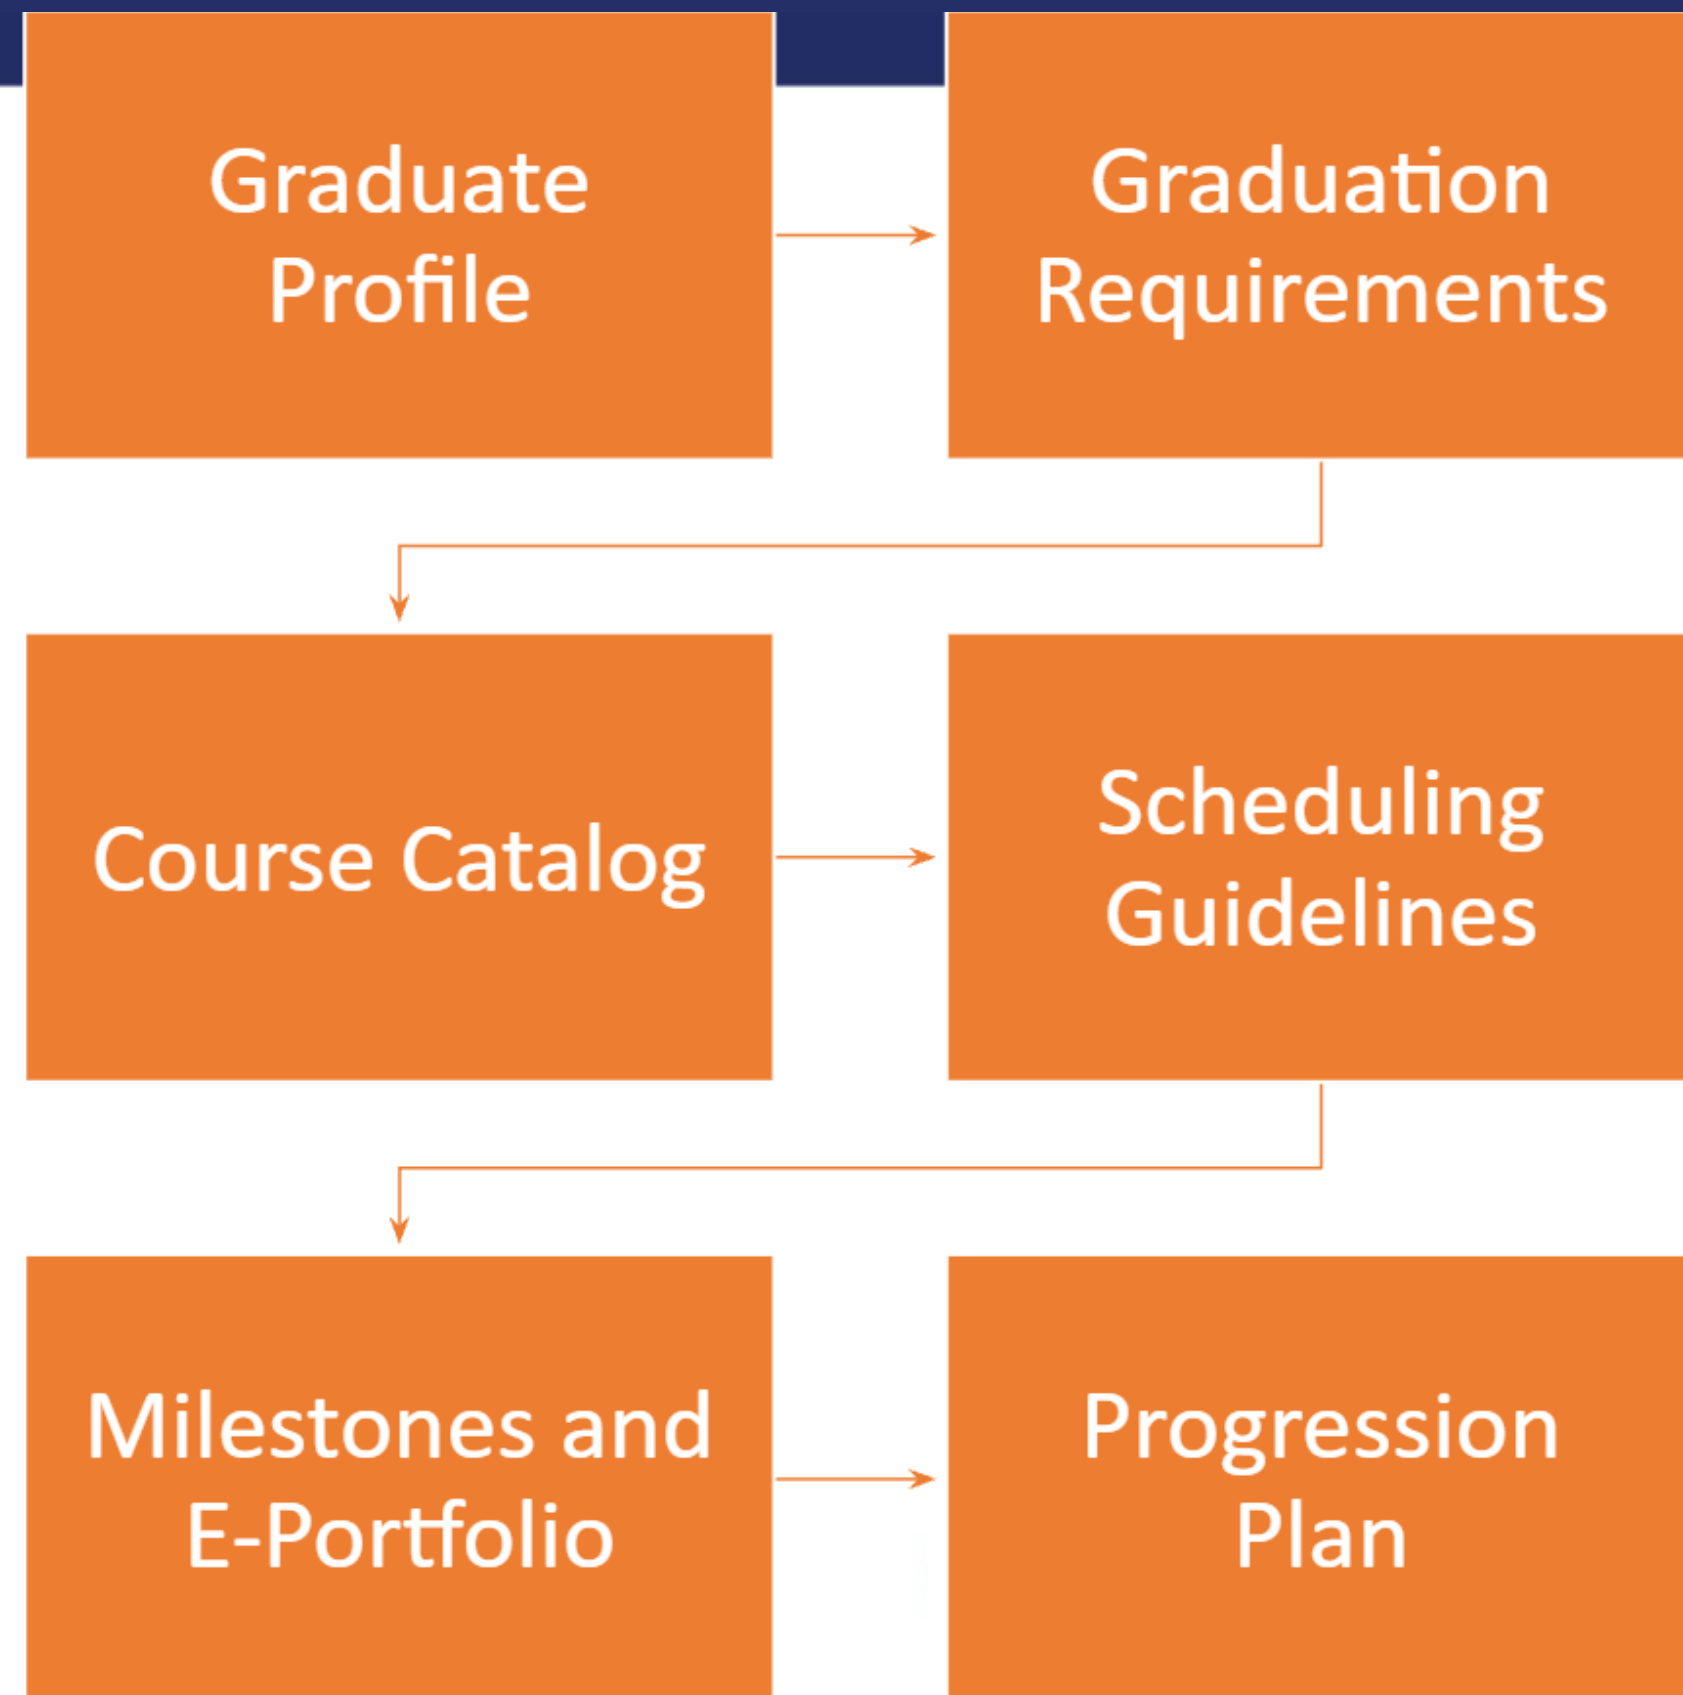 Graduate
Profile
Graduation
Requirements
Course Catalog
Scheduling
Guidelines
Milestones and
E-Portfolio
Progression
Plan